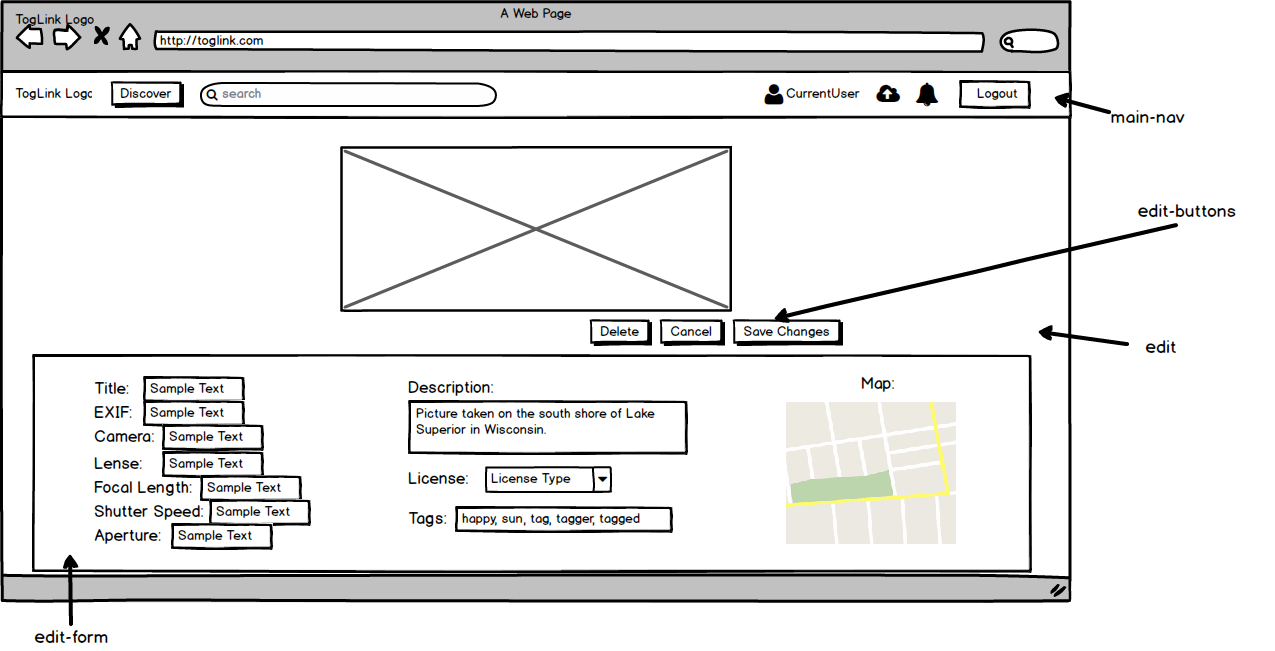 A Web Page
TogLink Logo
http://toglink.com
TogLink Logo
Discover
search
CurrentUser
Logout
main-nav
edit-buttons
Delete
Cancel
Save Changes
edit
Title:
Sample Text
EXIF:
Sample Text
Camera:
Sample Text
Lense:
Sample Text
Focal Length:
Sample Text
Shutter Speed:
Sample Text
Aperture:
Sample Text
Description:
Picture taken on the south shore of Lake
Superior in Wisconsin.
License:
License Type
Tags:
happy, sun, tag, tagger, tagged
Map:
edit-form